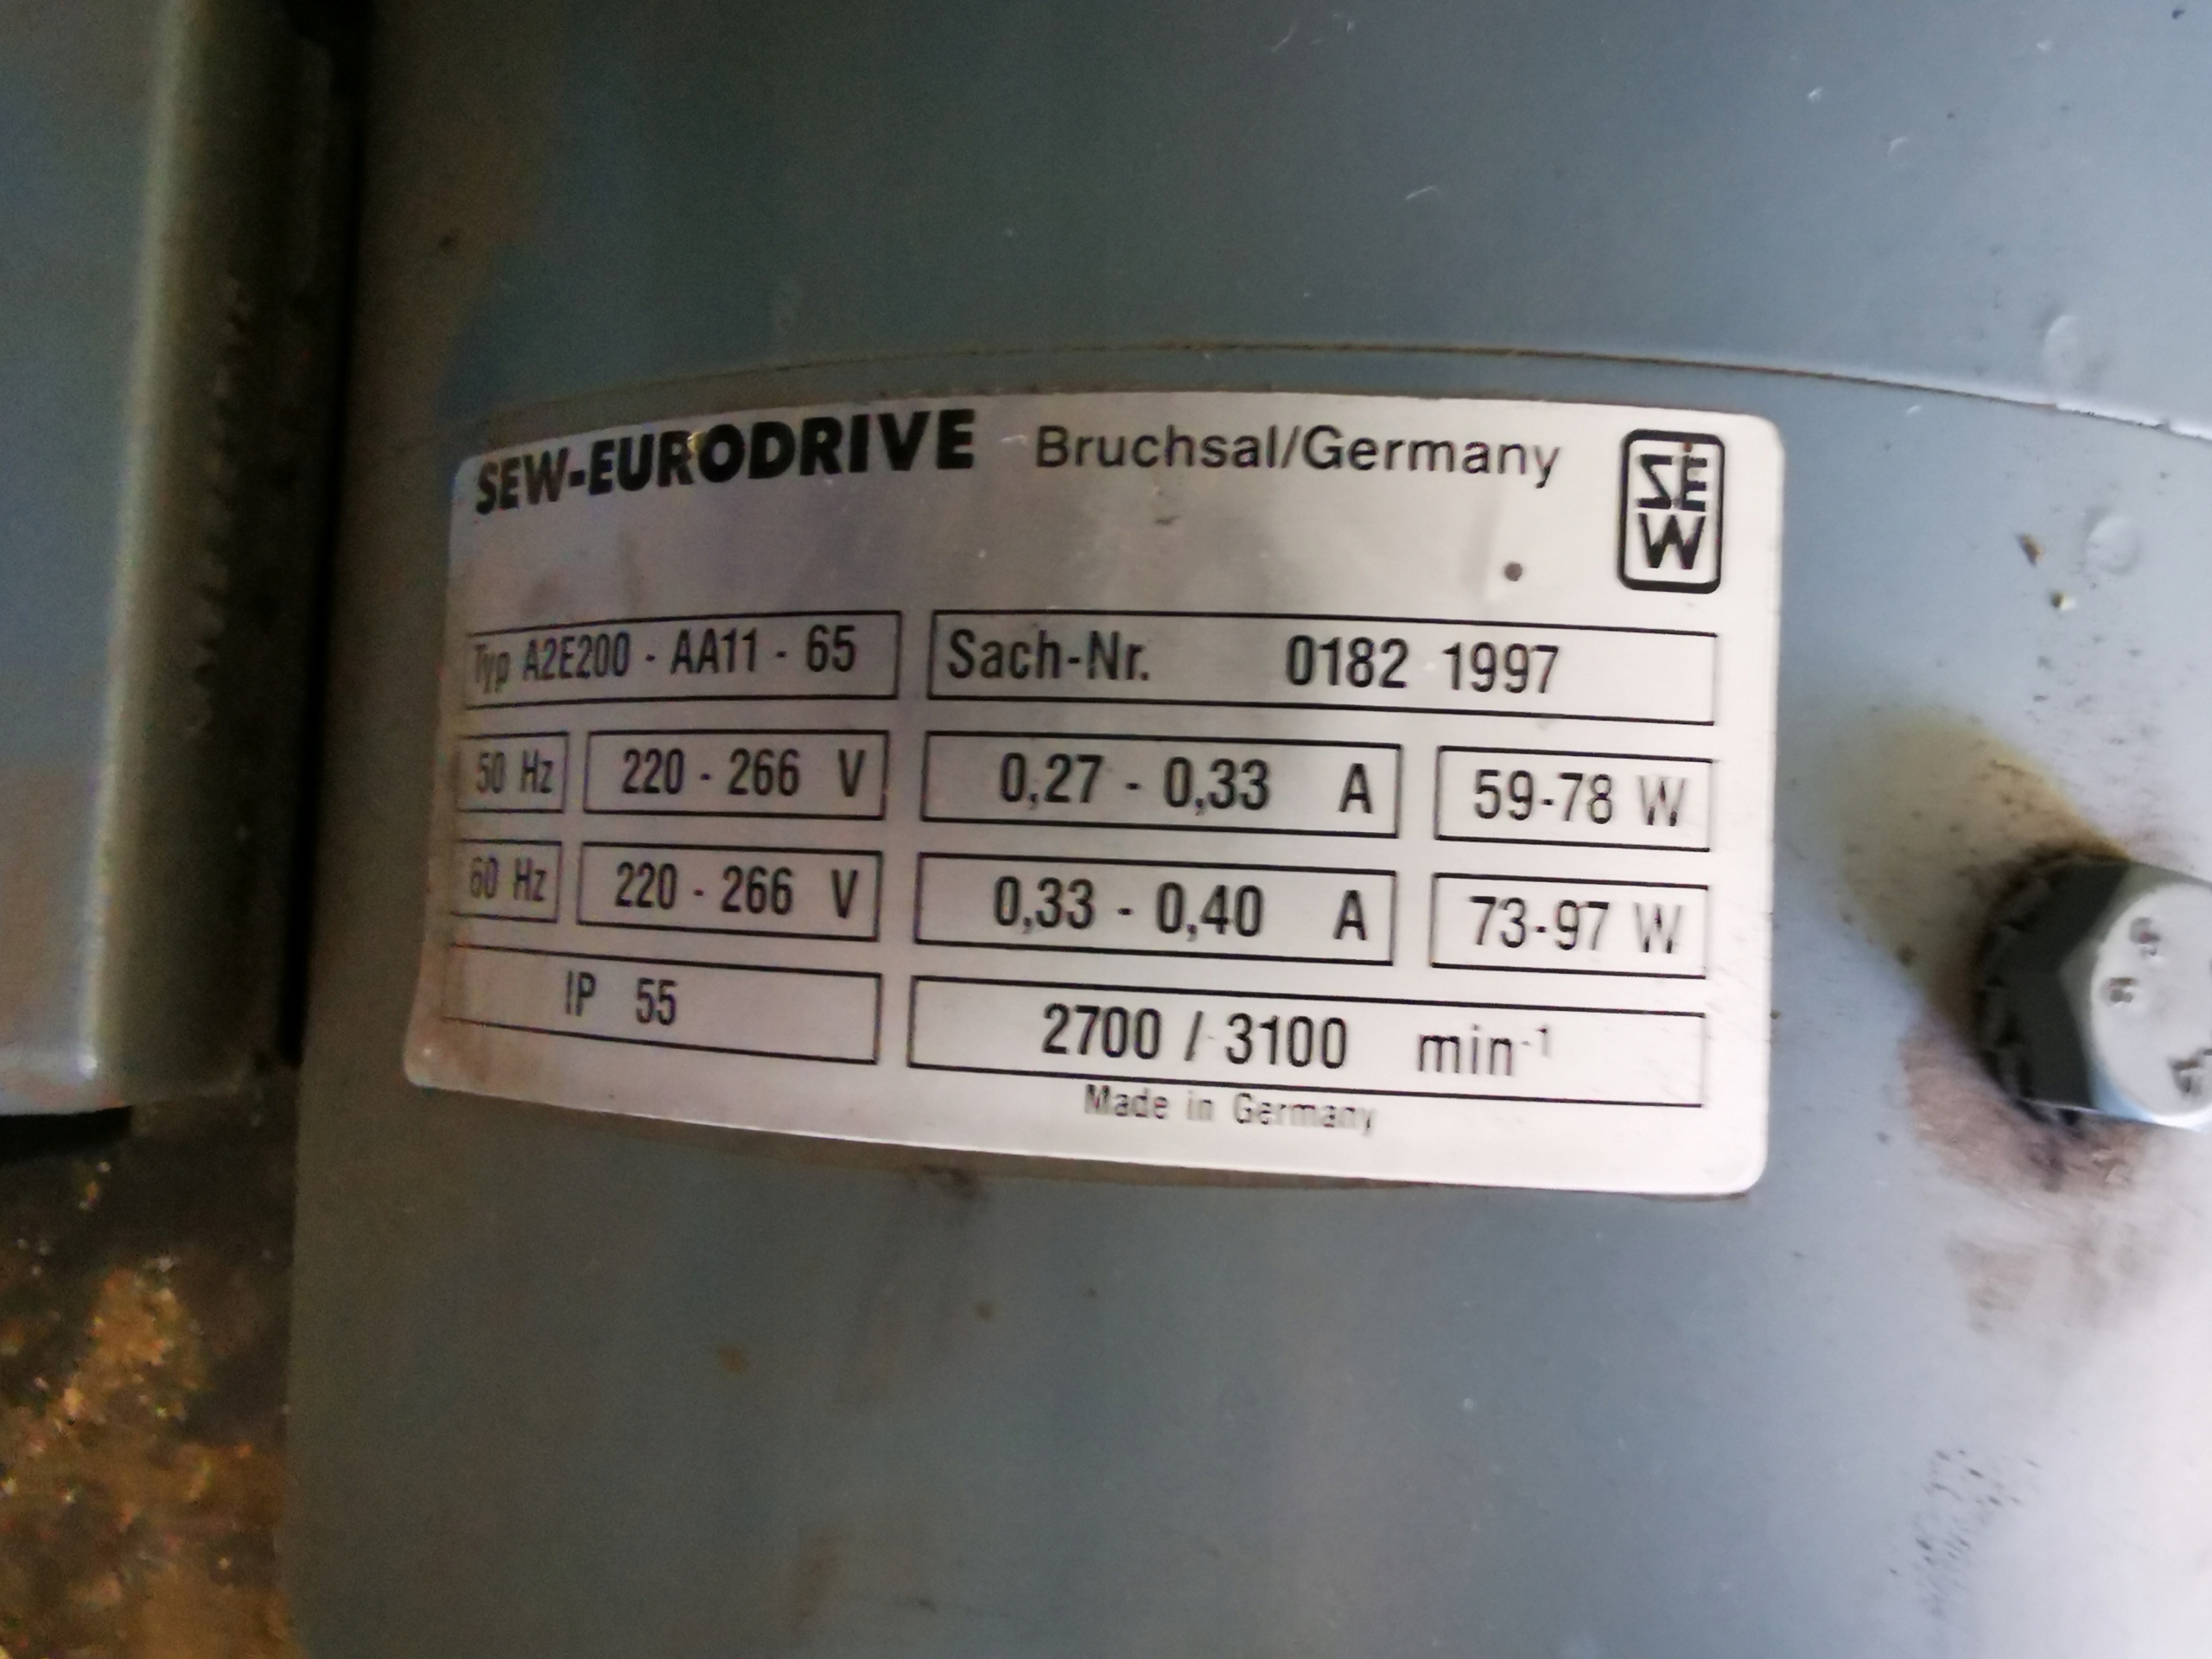 SEW-EURODRIVE Bruchsal/Germany
SEW
Typ A2E200 - AA11 - 65 Sach-Nr. 0182 1997
50 Hz 220 - 266 V 0,27 - 0,33 A 59-78 W
60 Hz 220 - 266 V 0,33 - 0,40 A 73-97 W
IP 55 2700 / 3100 min-1
Made in Germany